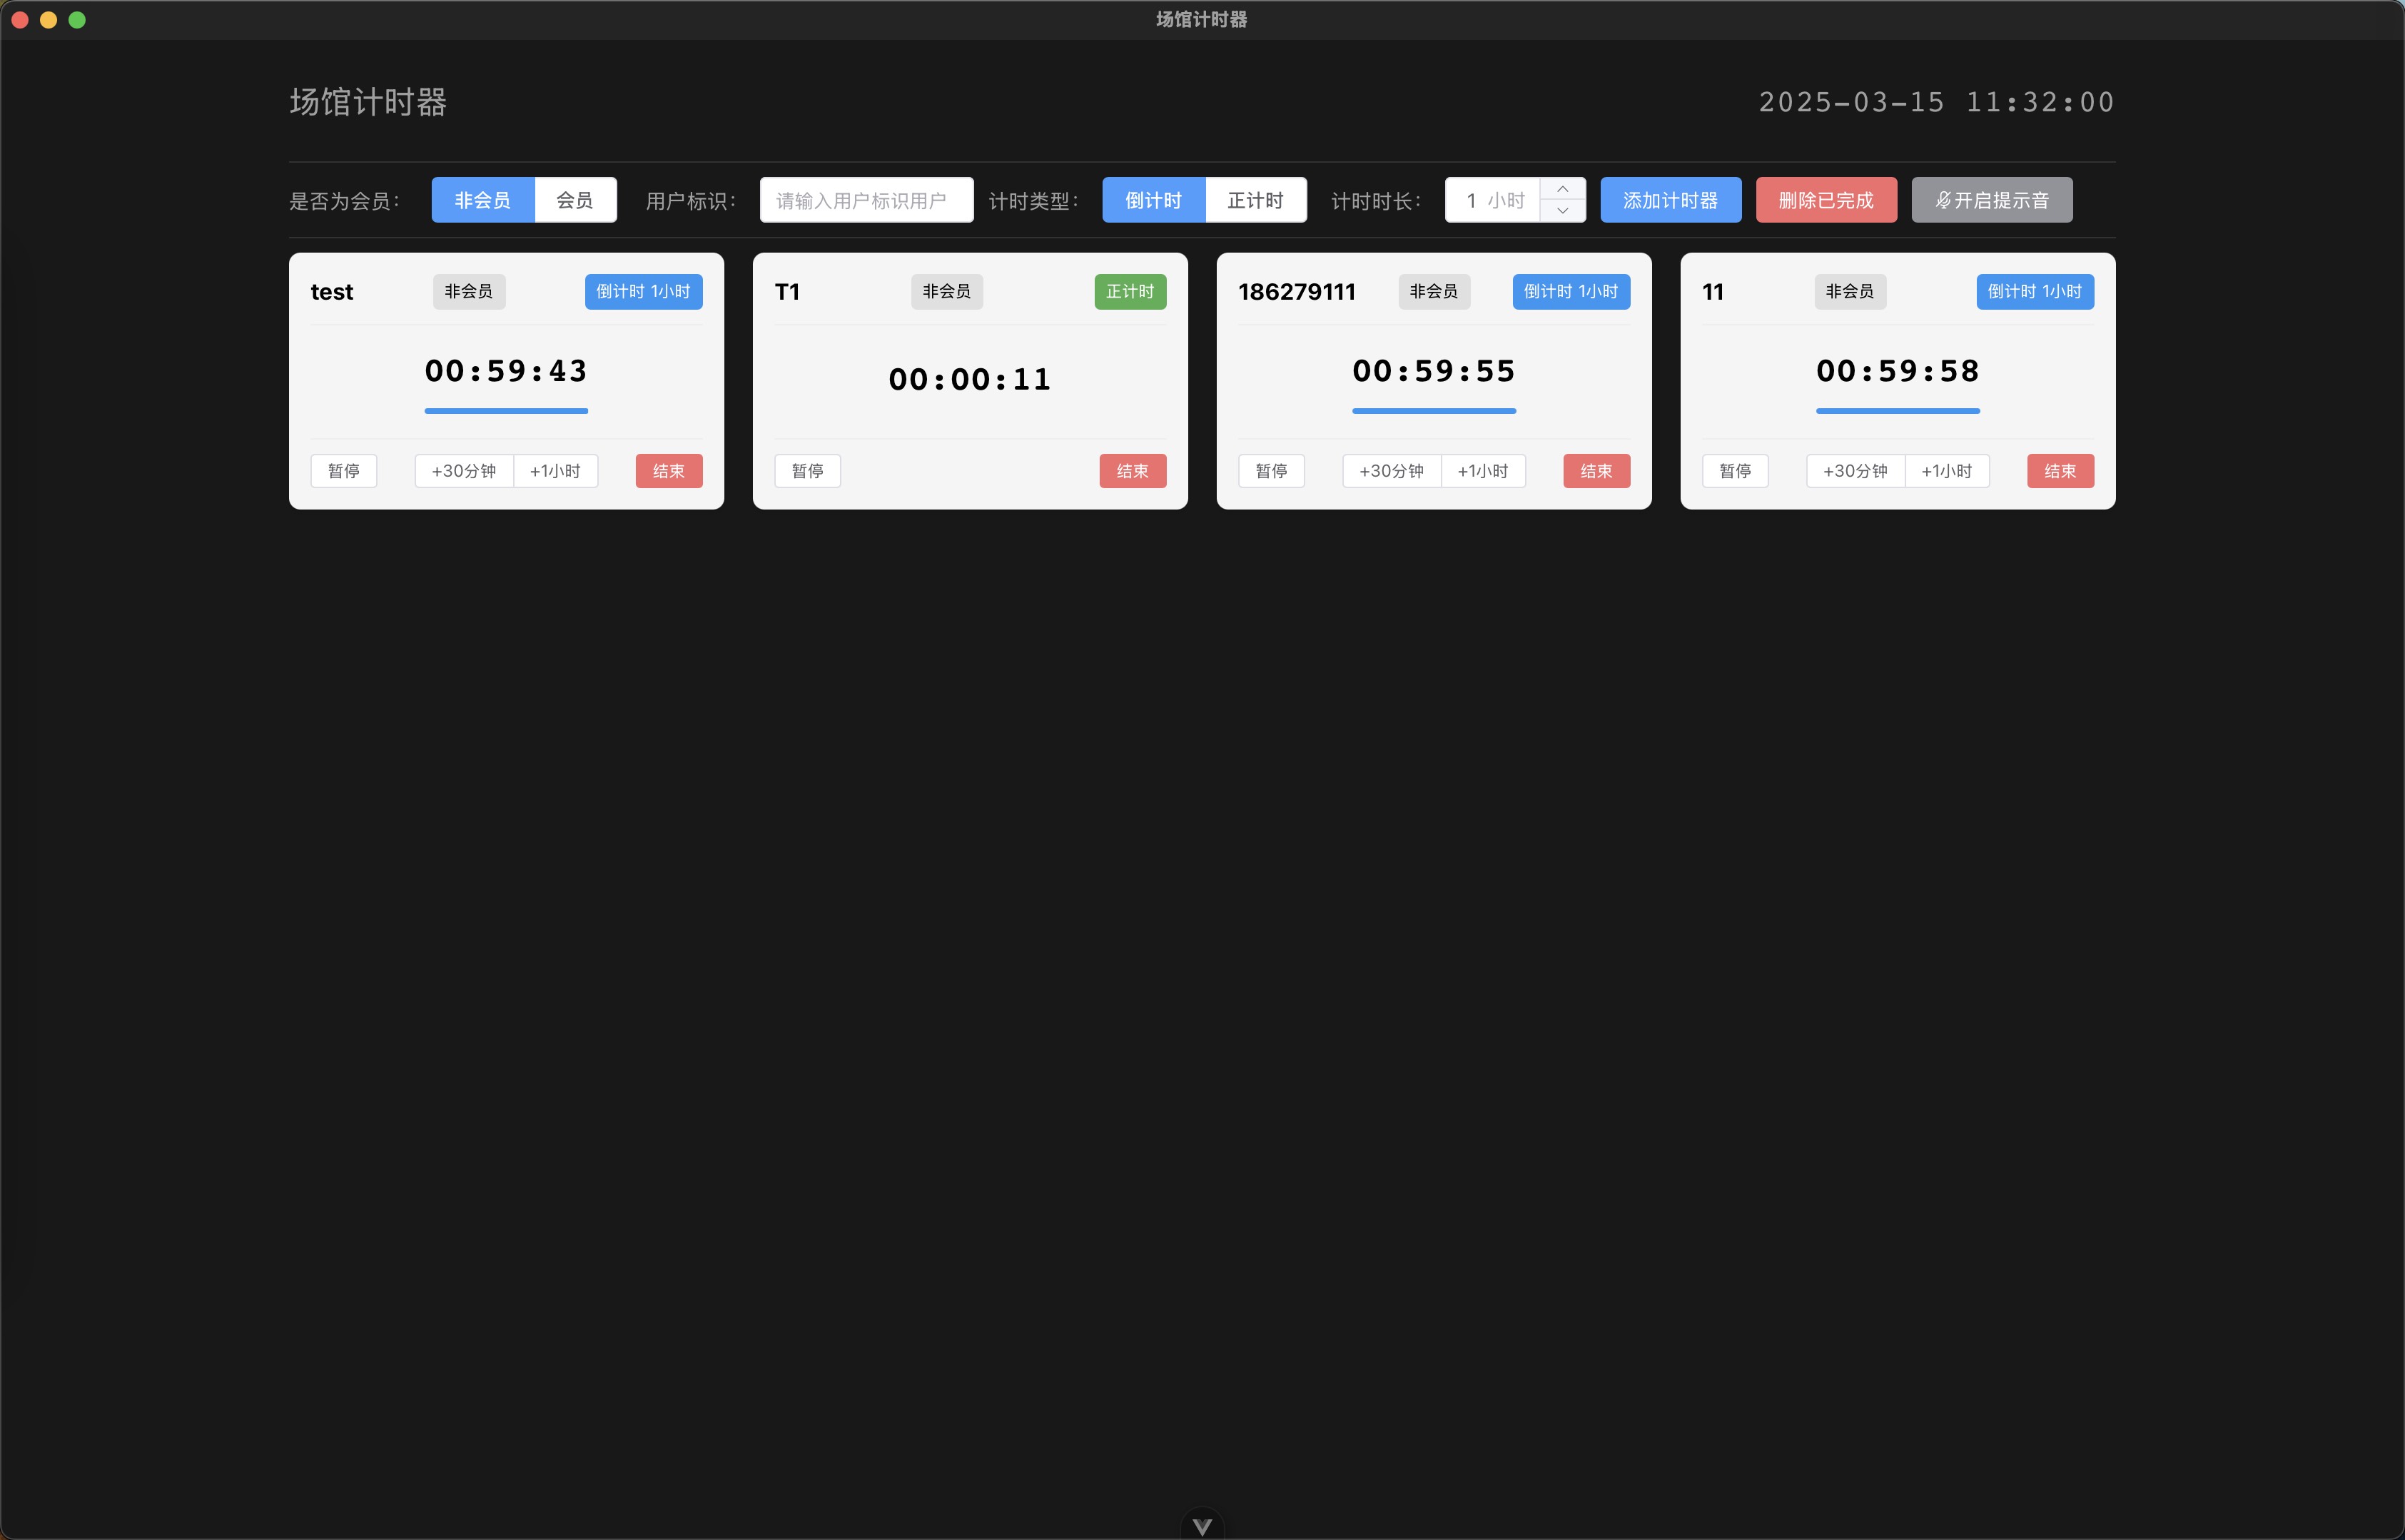 场馆计时器
场馆计时器 2025-03-15 11:32:00
是否为会员: 非会员 会员 用户标识: 请输入用户标识用户 计时类型: 倒计时 正计时 计时时长: 1 小时 添加计时器 删除已完成 开启提示音
test 非会员 倒计时 1小时
00:59:43
暂停 +30分钟 +1小时 结束
T1 非会员 正计时
00:00:11
暂停 结束
186279111 非会员 倒计时 1小时
00:59:55
暂停 +30分钟 +1小时 结束
11 非会员 倒计时 1小时
00:59:58
暂停 +30分钟 +1小时 结束